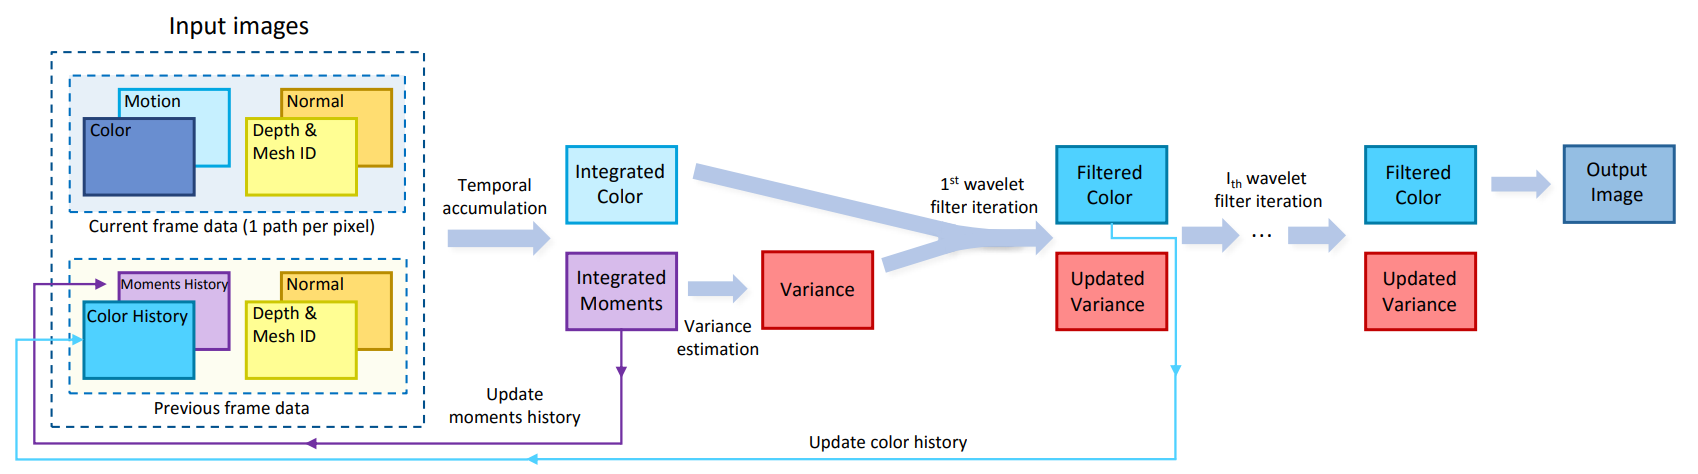 Input images
Motion
Normal
Color
Depth &
Mesh ID
Current frame data (1 path per pixel)
Moments History
Normal
Color History
Depth &
Mesh ID
Previous frame data
Temporal
accumulation
Integrated
Color
Integrated
Moments
Variance
estimation
Variance
Update
moments history
1st wavelet
filter iteration
Filtered
Color
Updated
Variance
Update color history
Ith wavelet
filter iteration
...
Filtered
Color
Updated
Variance
Output
Image